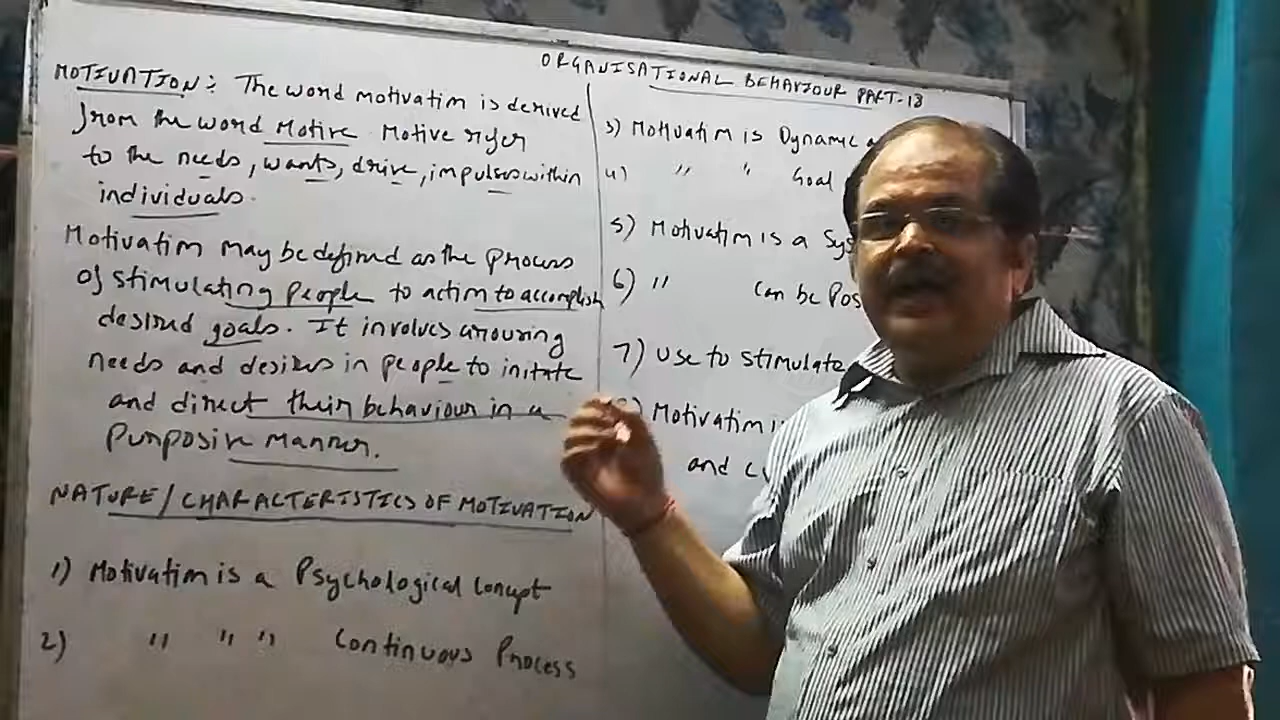 ORGANISATIONAL BEHAVIOUR PART-18
MOTIVATION: The word motivation is derived
from the word Motive Motive refer
to the needs, wants, drive, impulses within
individuals.
Motivation may be defined as the process
of stimulating people to action to accomplish
desired goals. It involves arousing
needs and desires in people to initate
and direct their behaviour in a
Purposive Manner.
NATURE/CHARACTERISTICS OF MOTIVATION
1) Motivation is a Psychological Concept
2) " " " Continuous Process
3) Motivation is Dynamic
4) " " Goal
5) Motivation is a Sys
6) " Can be Pos
7) Use to stimulate
8) Motivation i
and c